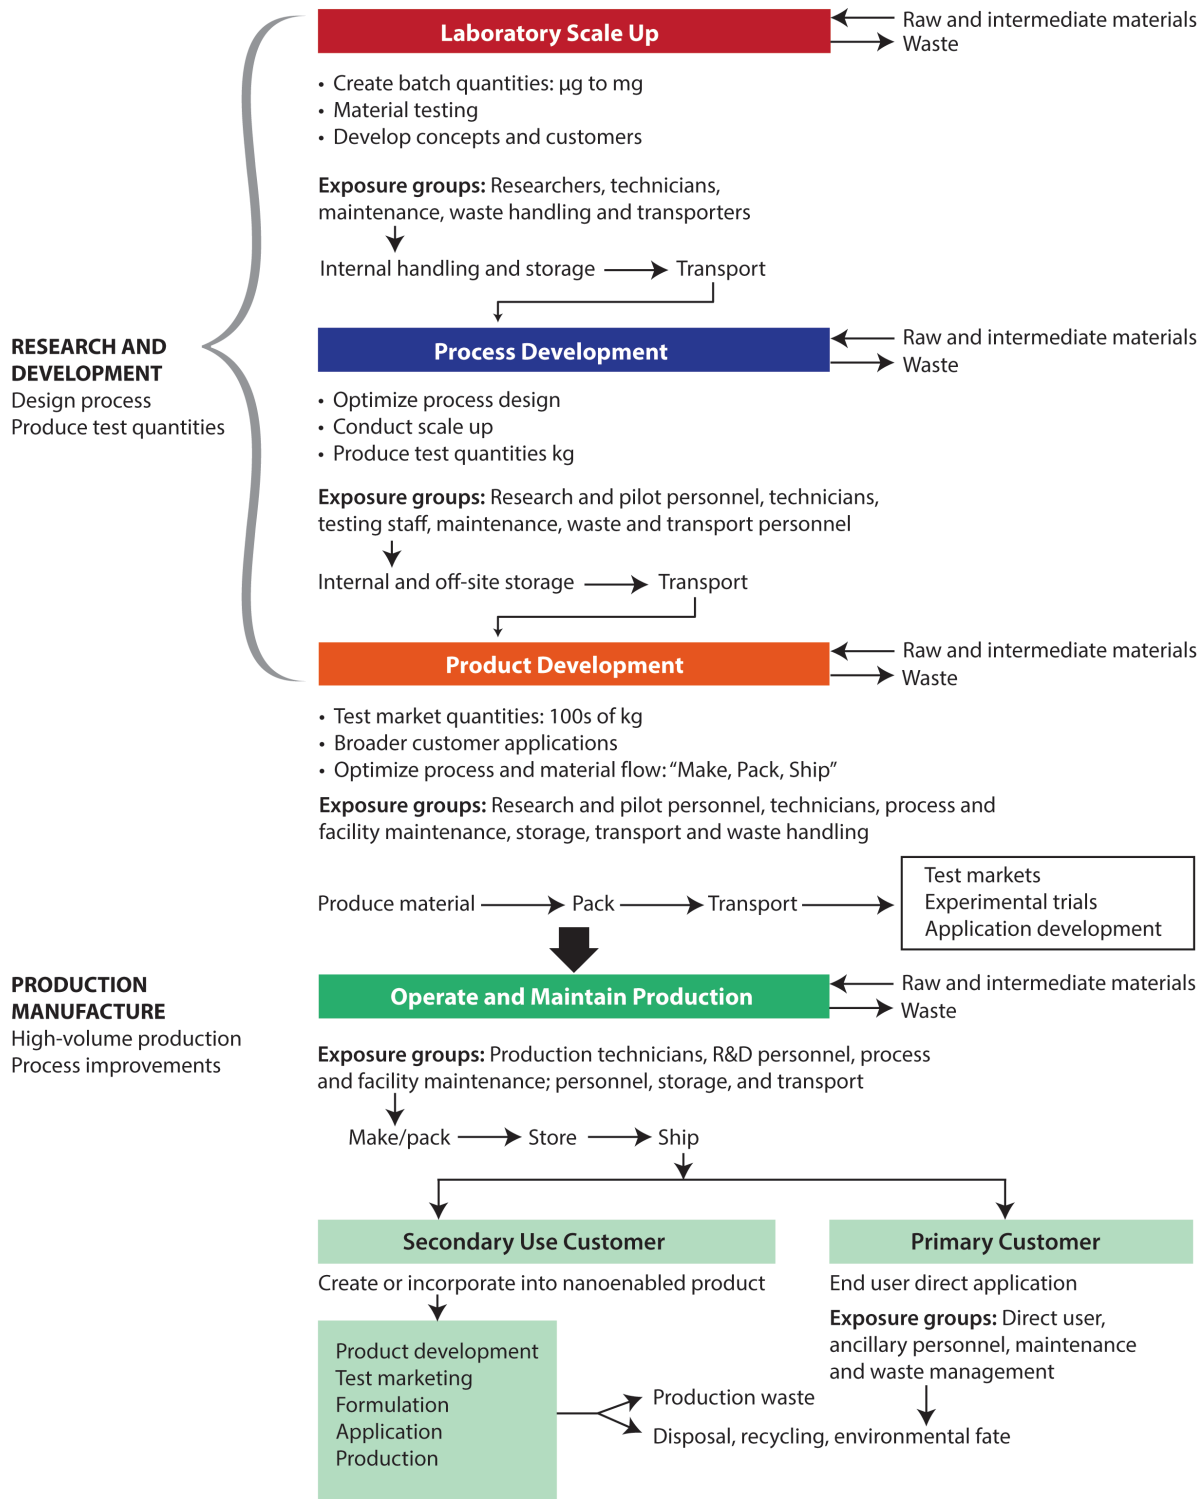 Laboratory Scale Up
Raw and intermediate materials
Waste
• Create batch quantities: µg to mg
• Material testing
• Develop concepts and customers
Exposure groups: Researchers, technicians,
maintenance, waste handling and transporters
Internal handling and storage
Transport
RESEARCH AND
DEVELOPMENT
Design process
Produce test quantities
Process Development
Raw and intermediate materials
Waste
• Optimize process design
• Conduct scale up
• Produce test quantities kg
Exposure groups: Research and pilot personnel, technicians,
testing staff, maintenance, waste and transport personnel
Internal and off-site storage
Transport
Product Development
Raw and intermediate materials
Waste
• Test market quantities: 100s of kg
• Broader customer applications
• Optimize process and material flow: “Make, Pack, Ship”
Exposure groups: Research and pilot personnel, technicians, process and
facility maintenance, storage, transport and waste handling
Produce material
Pack
Transport
Test markets
Experimental trials
Application development
PRODUCTION
MANUFACTURE
High-volume production
Process improvements
Operate and Maintain Production
Raw and intermediate materials
Waste
Exposure groups: Production technicians, R&D personnel, process
and facility maintenance; personnel, storage, and transport
Make/pack
Store
Ship
Secondary Use Customer
Create or incorporate into nanoenabled product
Product development
Test marketing
Formulation
Application
Production
Production waste
Disposal, recycling, environmental fate
Primary Customer
End user direct application
Exposure groups: Direct user,
ancillary personnel, maintenance
and waste management